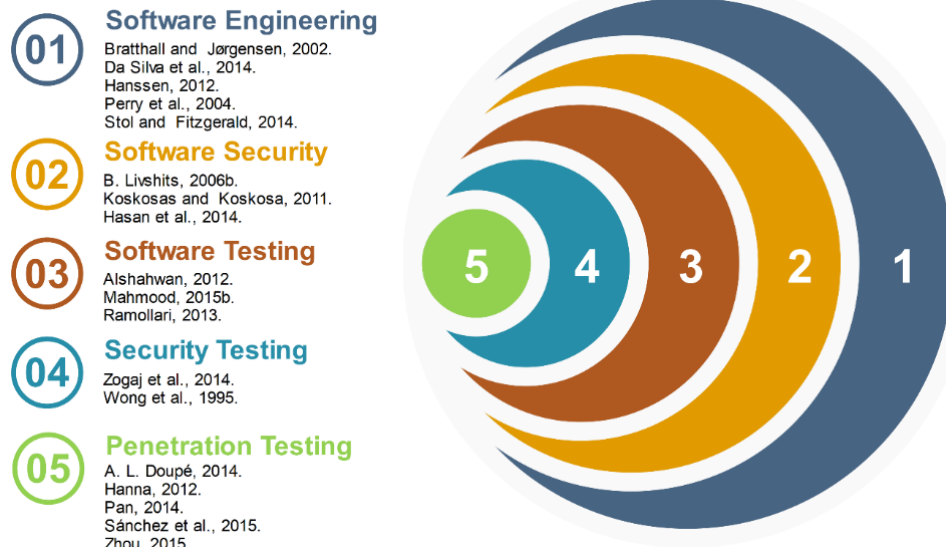 01
Software Engineering
Bratthall and Jørgensen, 2002.
Da Silva et al., 2014.
Hanssen, 2012.
Perry et al., 2004.
Stol and Fitzgerald, 2014.
02
Software Security
B. Livshits, 2006b.
Koskosas and Koskosa, 2011.
Hasan et al., 2014.
03
Software Testing
Alshahwan, 2012.
Mahmood, 2015b.
Ramollari, 2013.
04
Security Testing
Zogaj et al., 2014.
Wong et al., 1995.
05
Penetration Testing
A. L. Doupé, 2014.
Hanna, 2012.
Pan, 2014.
Sánchez et al., 2015.
Zhou, 2015
5 4 3 2 1